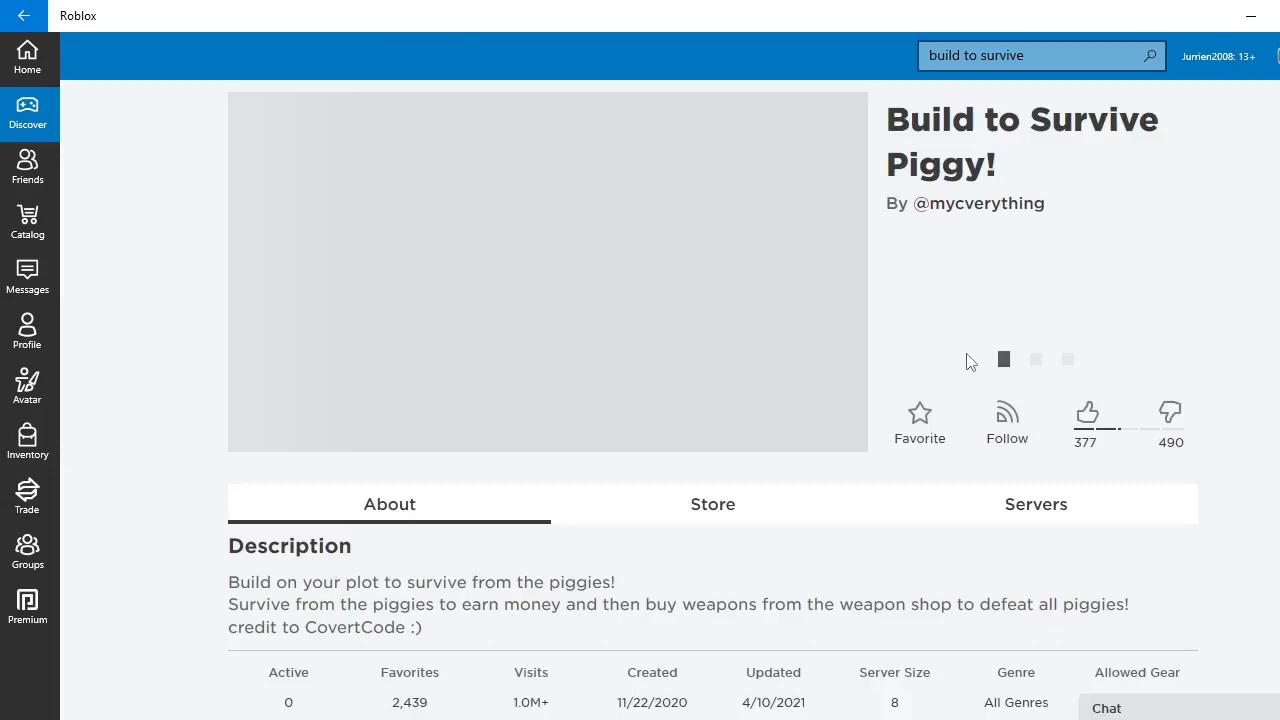 Roblox
build to survive
Jurrien2008: 13+
Home
Discover
Friends
Catalog
Messages
Profile
Avatar
Inventory
Trade
Groups
Premium
Build to Survive
Piggy!
By @mycverything
Favorite
Follow
377
490
About
Store
Servers
Description
Build on your plot to survive from the piggies!
Survive from the piggies to earn money and then buy weapons from the weapon shop to defeat all piggies!
credit to CovertCode :)
Active
Favorites
Visits
Created
Updated
Server Size
Genre
Allowed Gear
0
2,439
1.0M+
11/22/2020
4/10/2021
8
All Genres
Chat